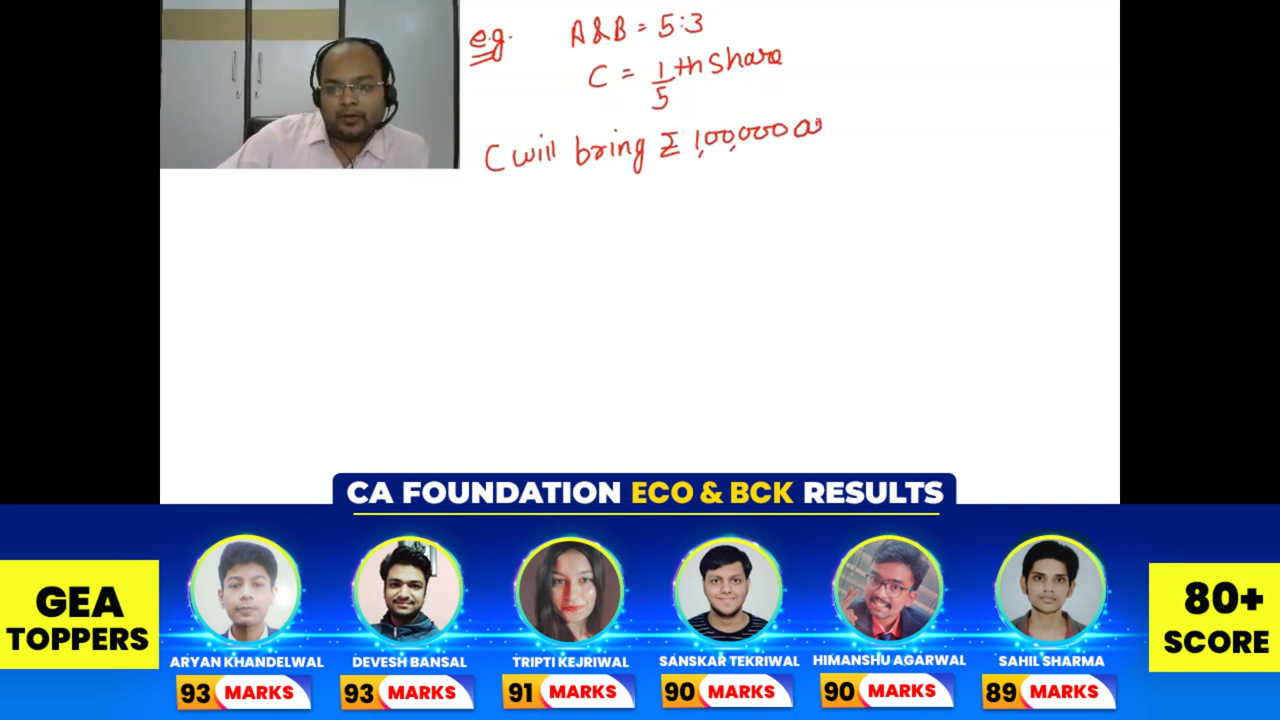 e.g. A & B = 5:3
C = 1/5 th Share
C will bring ₹ 1,00,000 a
CA FOUNDATION ECO & BCK RESULTS
GEA
TOPPERS
80+
SCORE
ARYAN KHANDELWAL
DEVESH BANSAL
TRIPTI KEJRIWAL
SANSKAR TEKRIWAL
HIMANSHU AGARWAL
SAHIL SHARMA
93 MARKS
93 MARKS
91 MARKS
90 MARKS
90 MARKS
89 MARKS